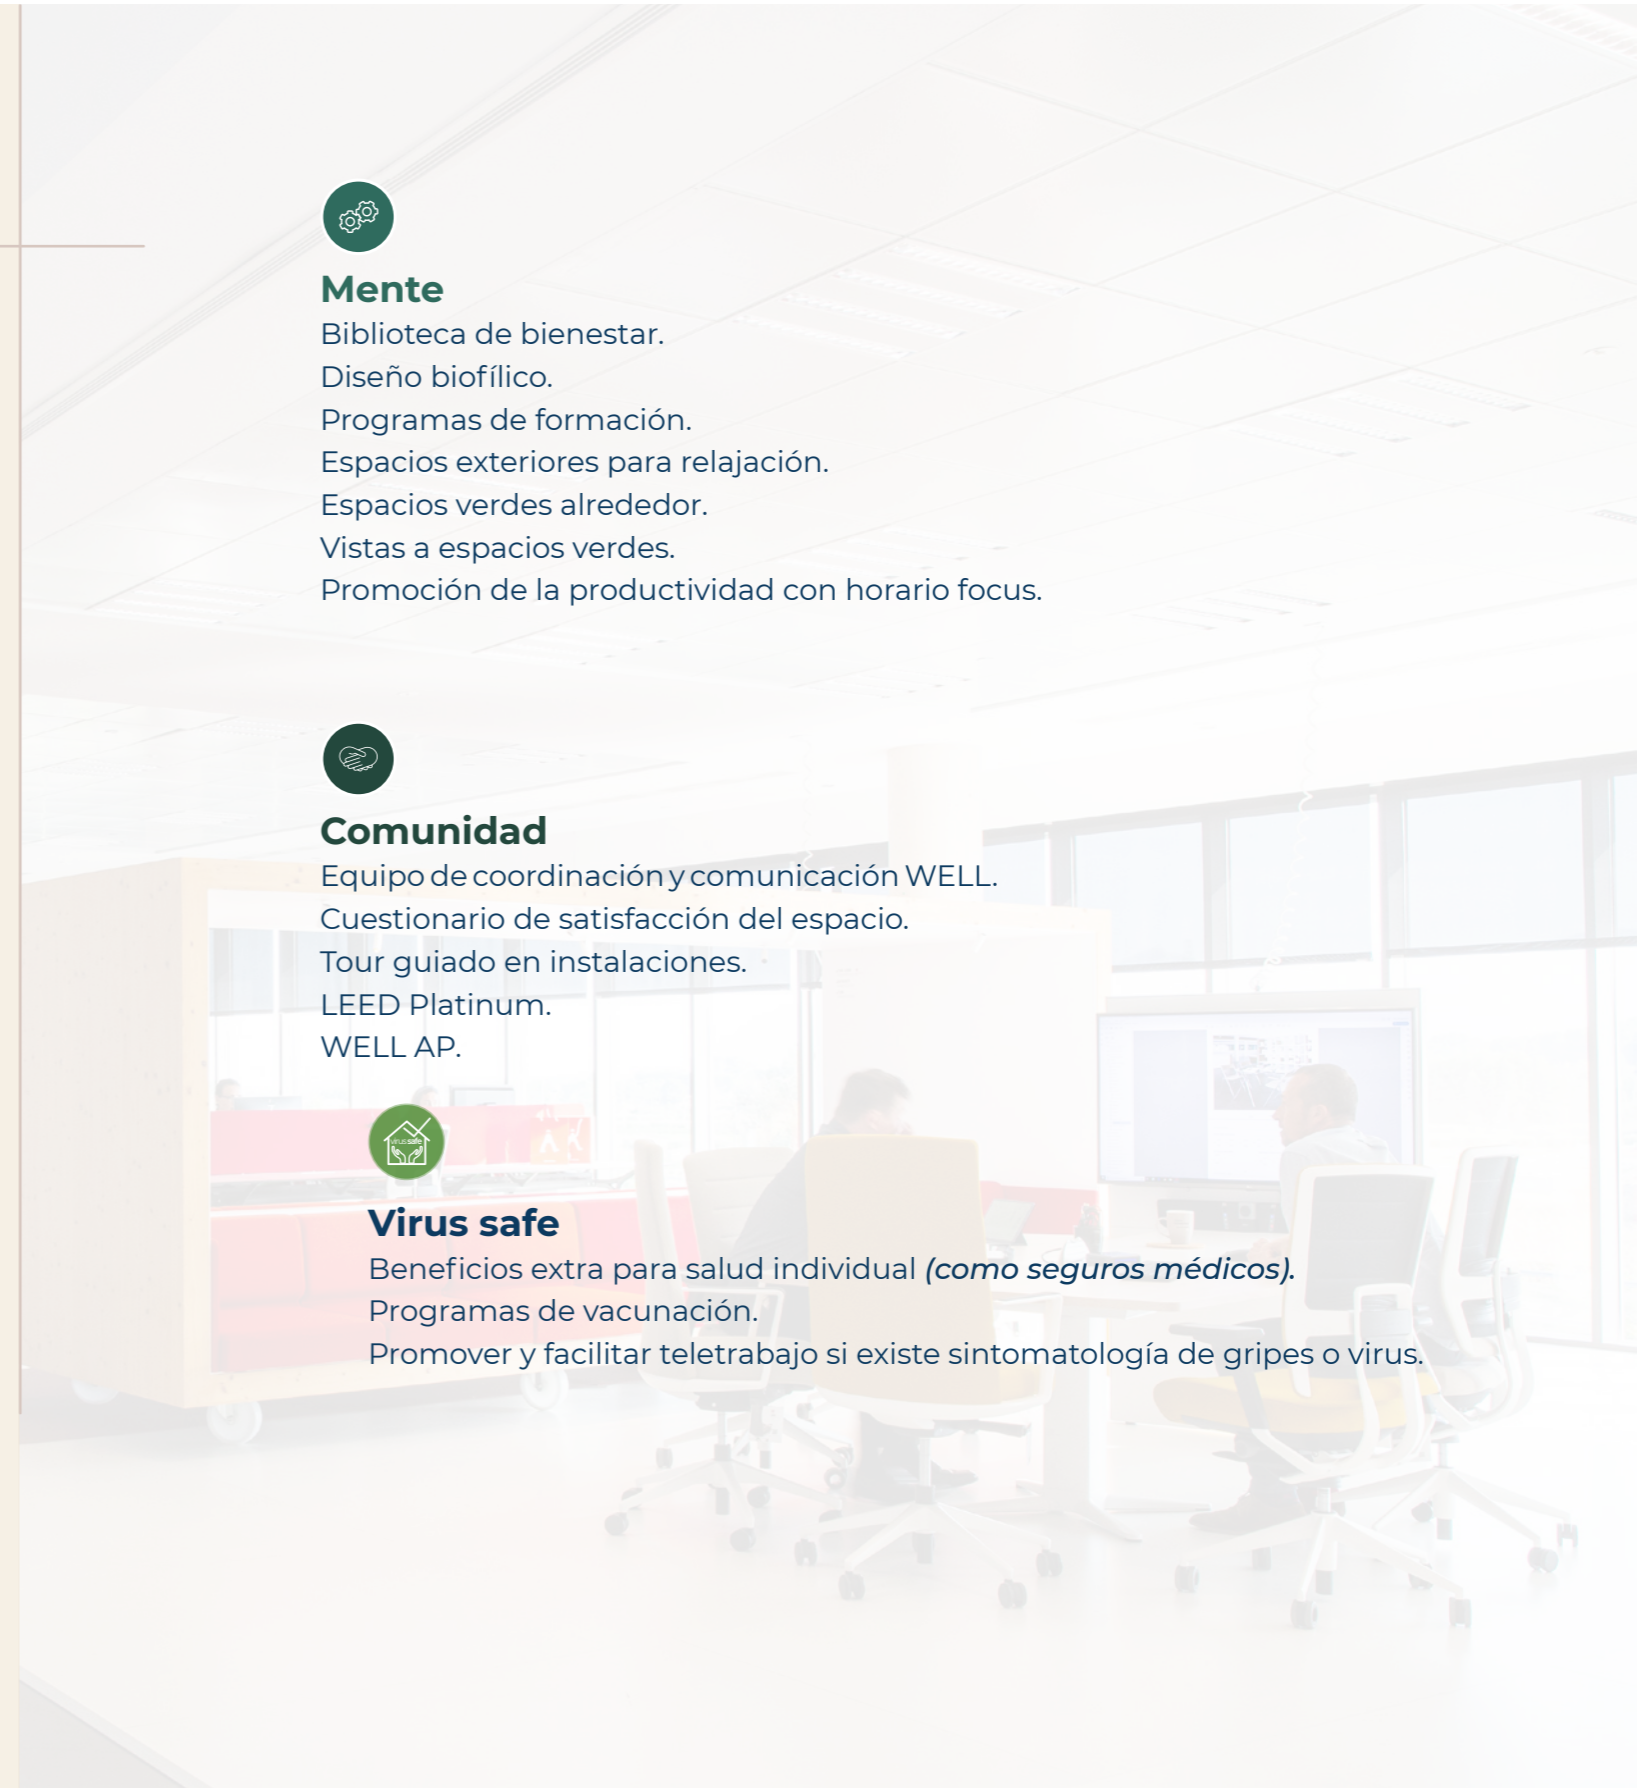 Mente
Biblioteca de bienestar.
Diseño biofílico.
Programas de formación.
Espacios exteriores para relajación.
Espacios verdes alrededor.
Vistas a espacios verdes.
Promoción de la productividad con horario focus.
Comunidad
Equipo de coordinación y comunicación WELL.
Cuestionario de satisfacción del espacio.
Tour guiado en instalaciones.
LEED Platinum.
WELL AP.
virus safe
Virus safe
Beneficios extra para salud individual (como seguros médicos).
Programas de vacunación.
Promover y facilitar teletrabajo si existe sintomatología de gripes o virus.